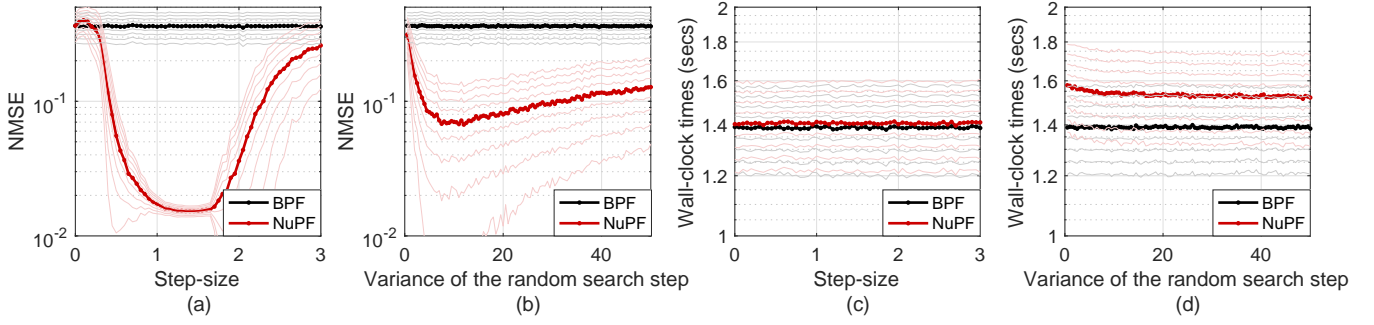 NMSE
10^-1
10^-2
0 1 2 3
Step-size
(a)
BPF
NuPF
NMSE
10^-1
10^-2
0 20 40
Variance of the random search step
(b)
BPF
NuPF
Wall-clock times (secs)
2
1.8
1.6
1.4
1.2
1
0 1 2 3
Step-size
(c)
BPF
NuPF
Wall-clock times (secs)
2
1.8
1.6
1.4
1.2
1
0 20 40
Variance of the random search step
(d)
BPF
NuPF